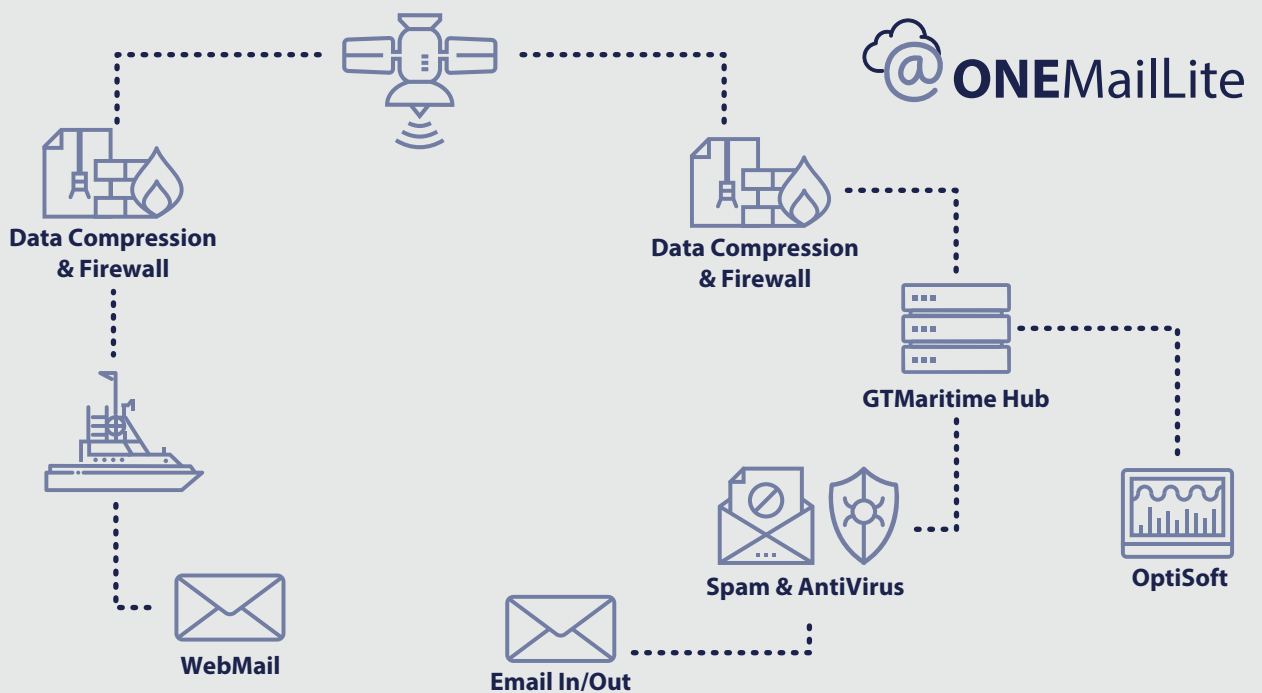 @ONEMailLite
Data Compression
& Firewall
Data Compression
& Firewall
GTMaritime Hub
Spam & AntiVirus
OptiSoft
WebMail
Email In/Out